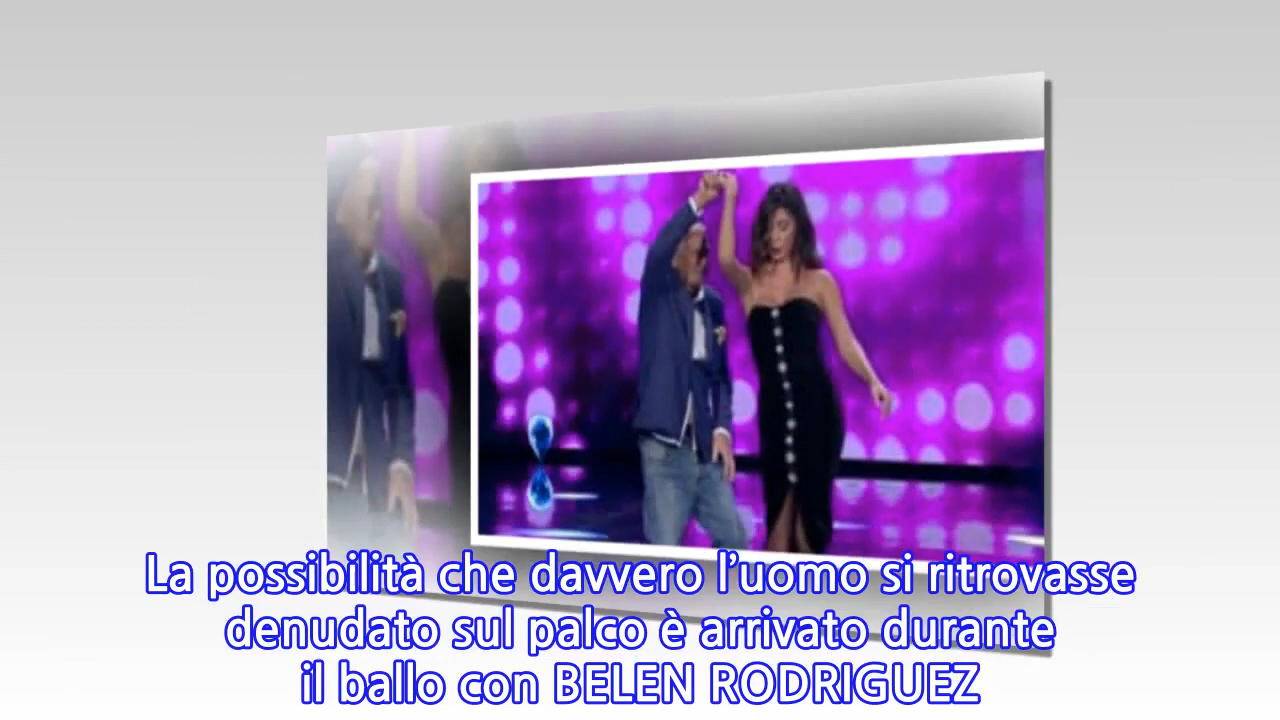 La possibilità che davvero l'uomo si ritrovasse
denudato sul palco è arrivato durante
il ballo con BELEN RODRIGUEZ